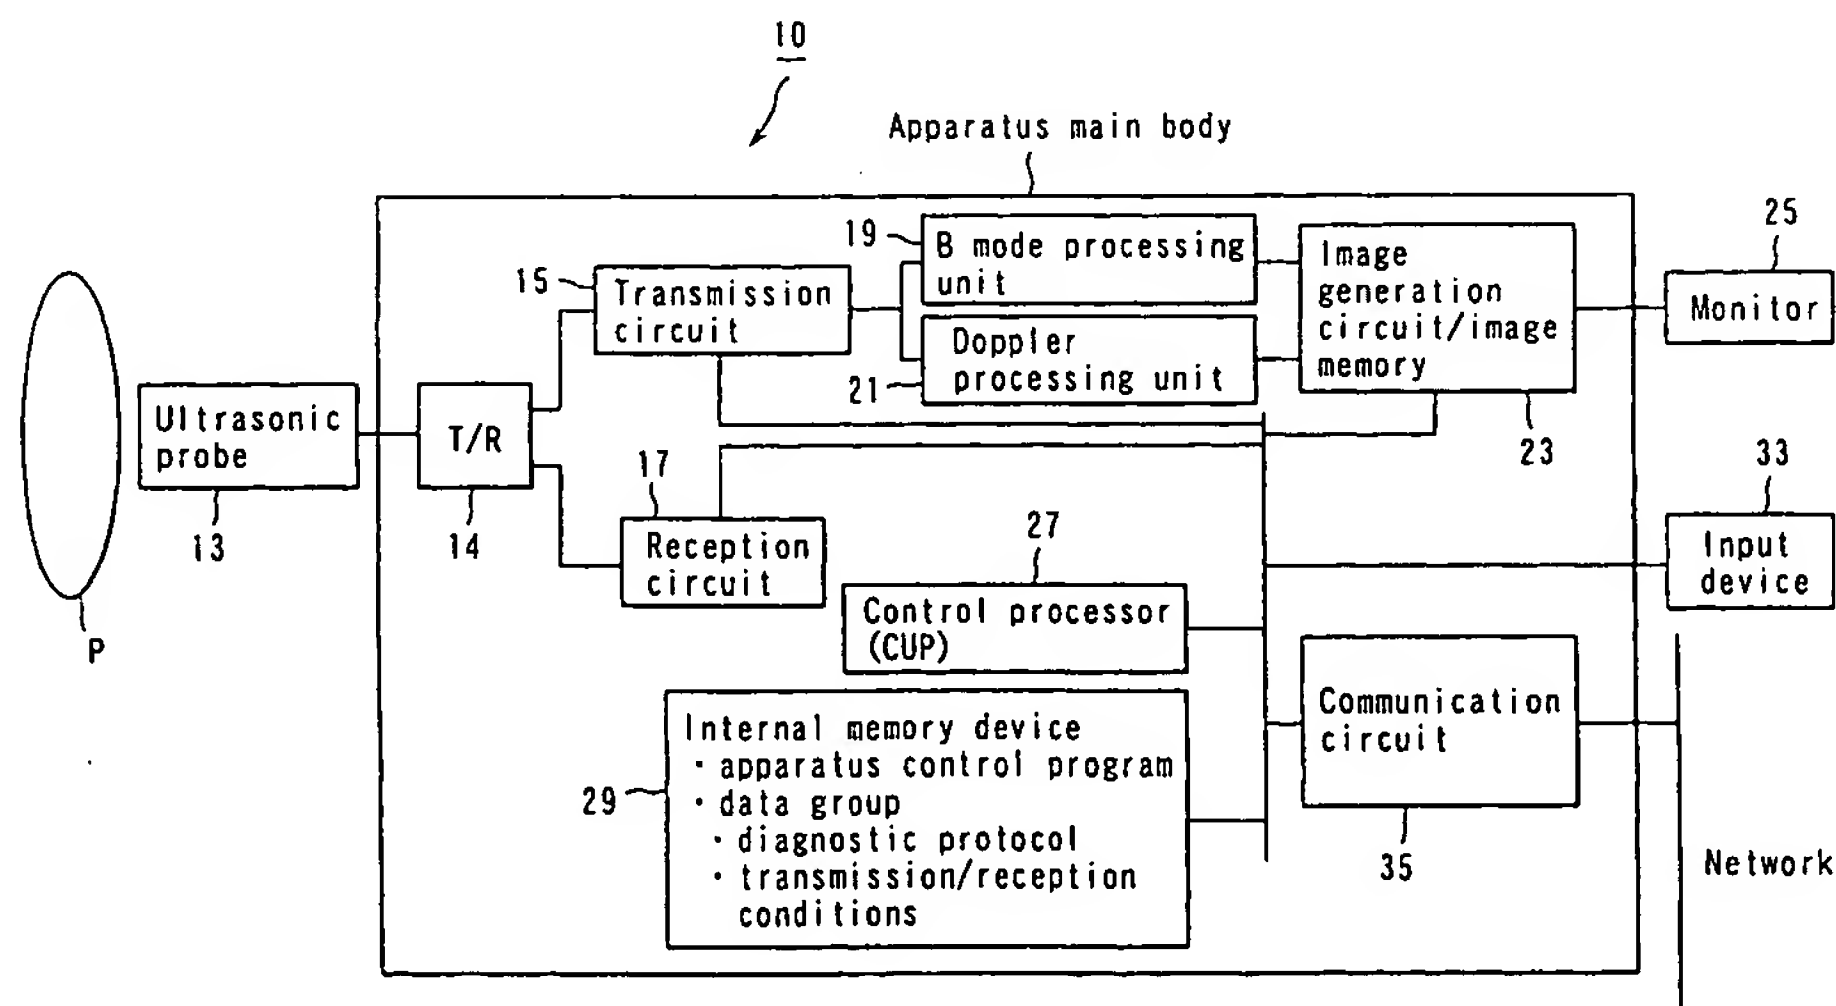 10
Apparatus main body
25
19
B mode processing
unit
Image
generation
circuit/image
memory
15
Transmission
circuit
Monitor
Doppler
processing unit
21
23
Ultrasonic
probe
T/R
13
14
17
Reception
circuit
33
Input
device
27
Control processor
(CUP)
P
Communication
circuit
35
Internal memory device
・apparatus control program
・data group
・diagnostic protocol
・transmission/reception
conditions
29
Network